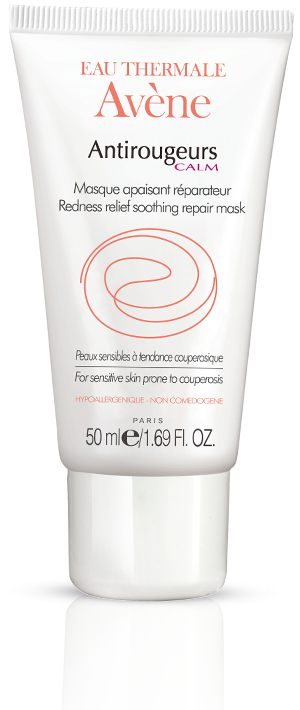 EAU THERMALE
Avène
Antirougeurs
CALM
Masque apaisant réparateur
Redness relief soothing repair mask
Peaux sensibles à tendance couperosique
For sensitive skin prone to couperosis
HYPOALLERGENIQUE - NON COMEDOGENE
PARIS
50 ml℮/1.69 Fl. OZ.